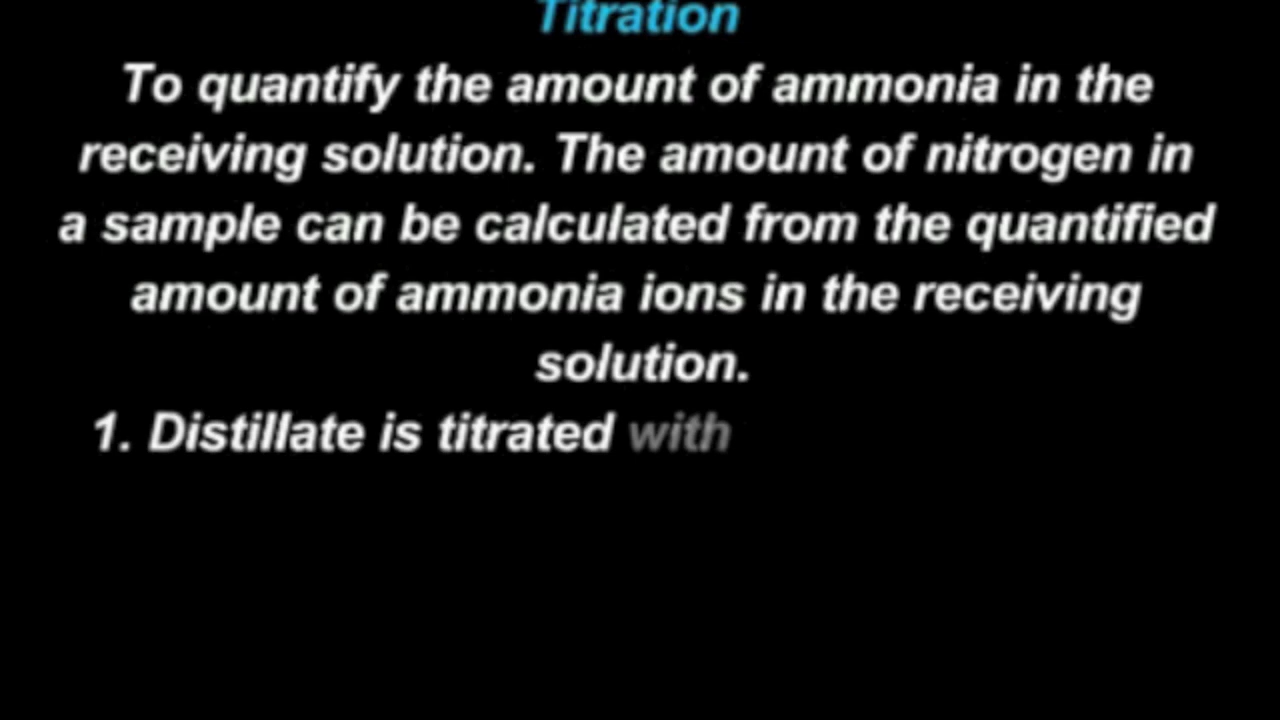 Titration
To quantify the amount of ammonia in the
receiving solution. The amount of nitrogen in
a sample can be calculated from the quantified
amount of ammonia ions in the receiving
solution.
1. Distillate is titrated with